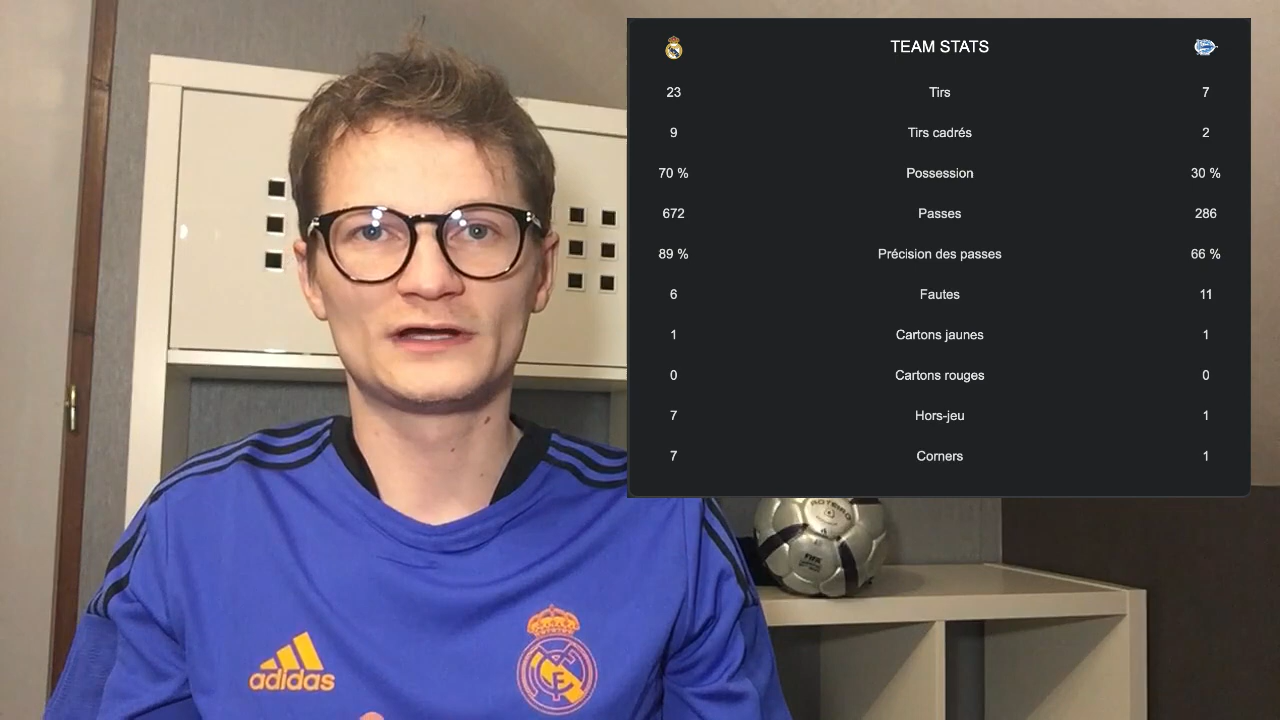 TEAM STATS
23 Tirs 7
9 Tirs cadrés 2
70 % Possession 30 %
672 Passes 286
89 % Précision des passes 66 %
6 Fautes 11
1 Cartons jaunes 1
0 Cartons rouges 0
7 Hors-jeu 1
7 Corners 1
ROTEIRO
FIFA
adidas